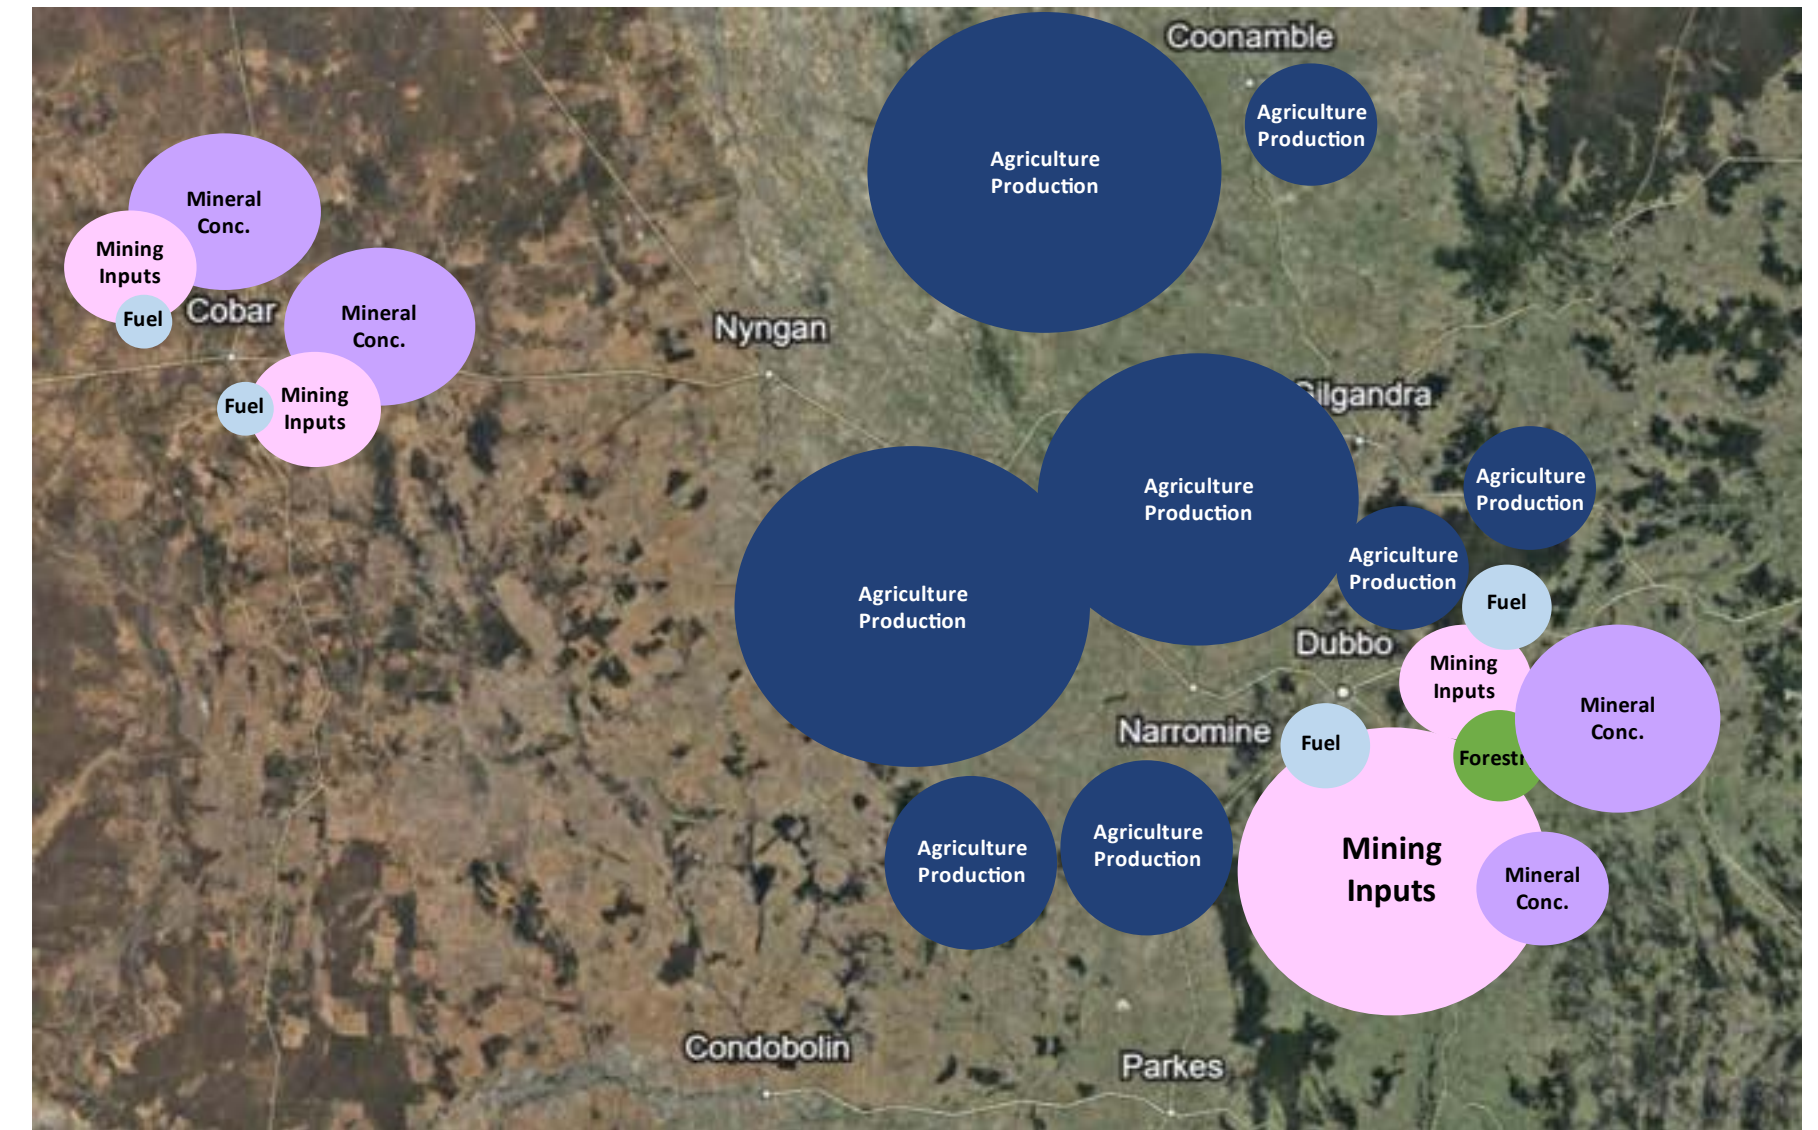 Coonamble
Agriculture
Production
Agriculture
Production
Mineral
Conc.
Mining
Inputs
Fuel
Cobar
Mineral
Conc.
Nyngan
Fuel
Mining
Inputs
Gilgandra
Agriculture
Production
Agriculture
Production
Agriculture
Production
Agriculture
Production
Fuel
Dubbo
Mining
Inputs
Mineral
Conc.
Narromine
Fuel
Forestr
Agriculture
Production
Agriculture
Production
Mining
Inputs
Mineral
Conc.
Condobolin
Parkes